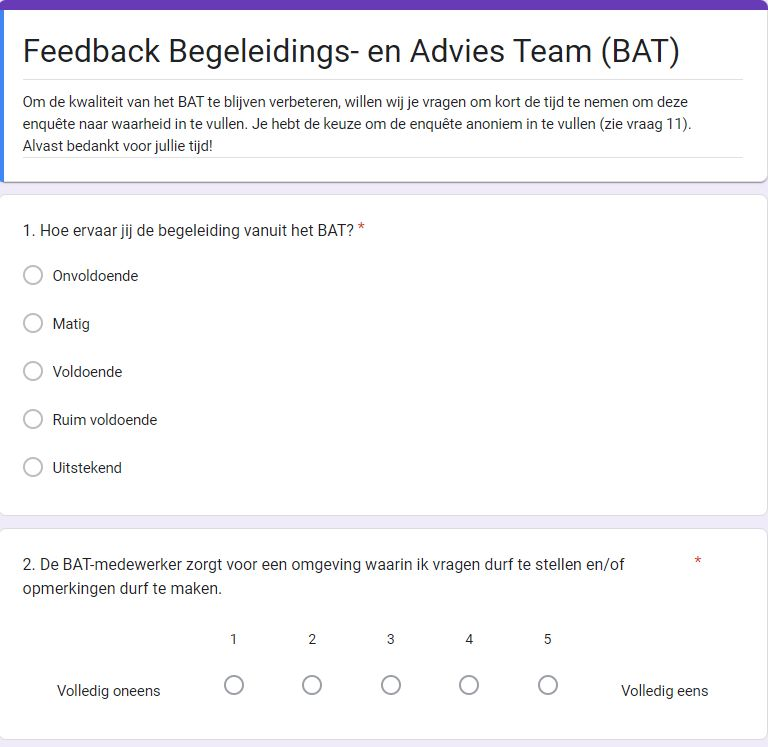 Feedback Begeleidings- en Advies Team (BAT)
Om de kwaliteit van het BAT te blijven verbeteren, willen wij je vragen om kort de tijd te nemen om deze
enquête naar waarheid in te vullen. Je hebt de keuze om de enquête anoniem in te vullen (zie vraag 11).
Alvast bedankt voor jullie tijd!
1. Hoe ervaar jij de begeleiding vanuit het BAT? *
Onvoldoende
Matig
Voldoende
Ruim voldoende
Uitstekend
2. De BAT-medewerker zorgt voor een omgeving waarin ik vragen durf te stellen en/of *
opmerkingen durf te maken.
1 2 3 4 5
Volledig oneens Volledig eens